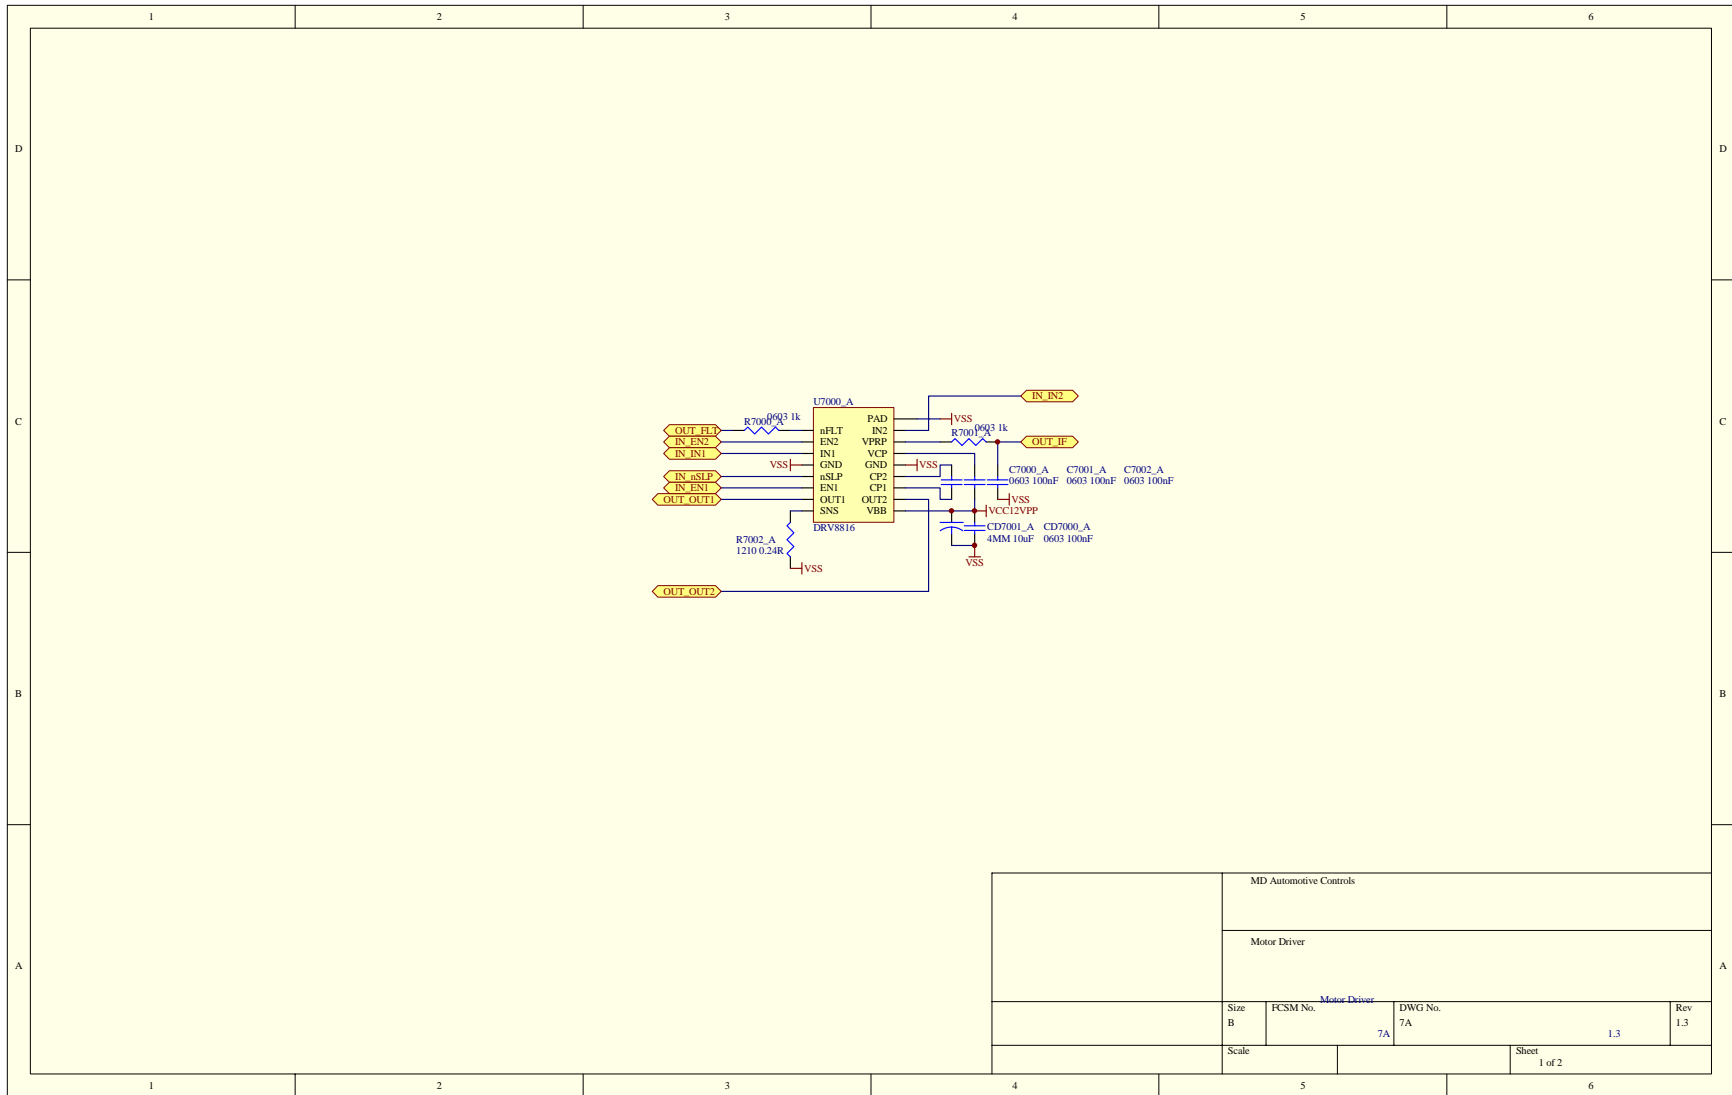 1 2 3 4 5 6
D D
C C
B B
A A
U7000_A
IN_IN2
0603 1k
R7000_A
OUT_FLT
IN_EN2
IN_IN1
VSS
IN_nSLP
IN_EN1
OUT_OUT1
nFLT
EN2
IN1
GND
nSLP
EN1
OUT1
SNS
PAD
IN2
VPRP
VCP
GND
CP2
CP1
OUT2
VBB
DRV8816
VSS
0603 1k
R7001_A
OUT_IF
VSS
C7000_A C7001_A C7002_A
0603 100nF 0603 100nF 0603 100nF
VSS
VCC12VPP
CD7001_A CD7000_A
4MM 10uF 0603 100nF
VSS
R7002_A
1210 0.24R
VSS
OUT_OUT2
MD Automotive Controls
Motor Driver
Motor Driver
Size FCSM No. DWG No. Rev
B 7A 1.3
7A 1.3
Scale Sheet
1 of 2
1 2 3 4 5 6